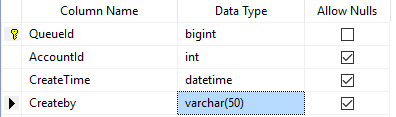 Column Name Data Type Allow Nulls
QueueId bigint
AccountId int
CreateTime datetime
Createby varchar(50)